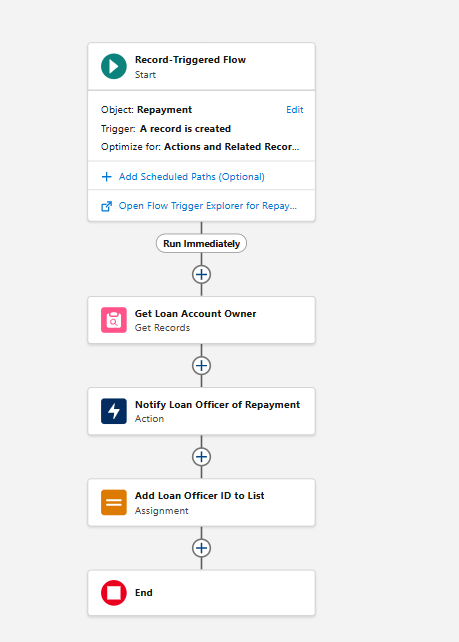 Record-Triggered Flow
Start
Object: Repayment
Edit
Trigger: A record is created
Optimize for: Actions and Related Recor...
Add Scheduled Paths (Optional)
Open Flow Trigger Explorer for Repay...
Run Immediately
Get Loan Account Owner
Get Records
Notify Loan Officer of Repayment
Action
Add Loan Officer ID to List
Assignment
End